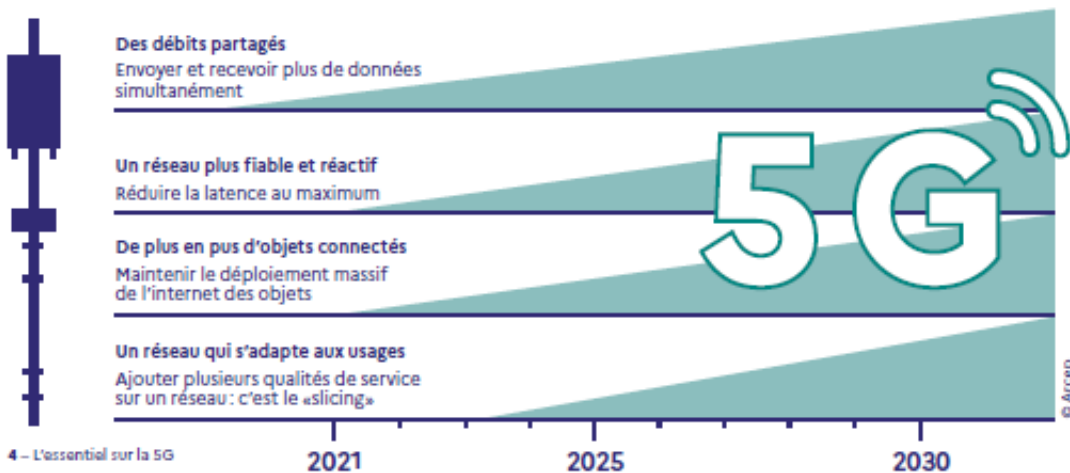 Des débits partagés
Envoyer et recevoir plus de données
simultanément
Un réseau plus fiable et réactif
Réduire la latence au maximum
De plus en pus d'objets connectés
Maintenir le déploiement massif
de l'internet des objets
Un réseau qui s'adapte aux usages
Ajouter plusieurs qualités de service
sur un réseau : c'est le «slicing»
5G
© Arcep
4 – L'essentiel sur la 5G
2021
2025
2030